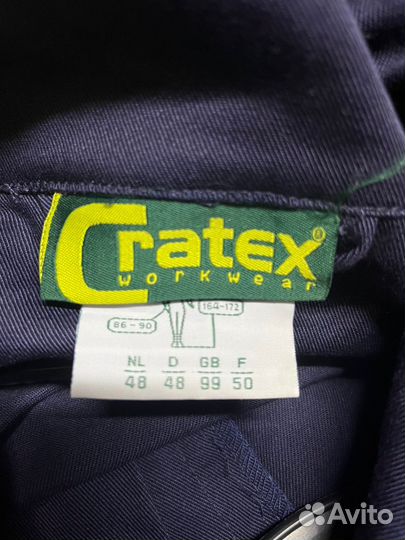 Cratex®
workwear
164-172
86-90
NL D GB F
48 48 99 50
Avito